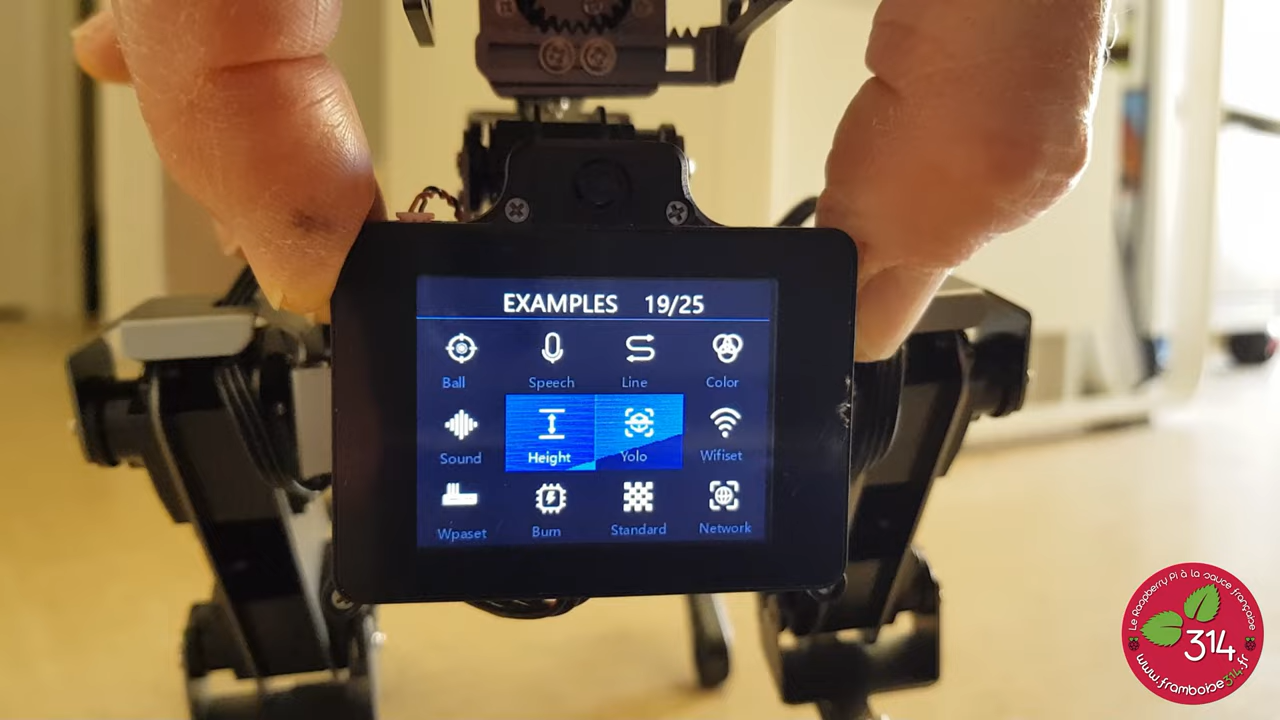 EXAMPLES 19/25
Ball Speech Line Color
Sound Height Yolo Wifiset
Wpaset Burn Standard Network
Le Raspberry Pi à la sauce française
314
www.framboise314.fr